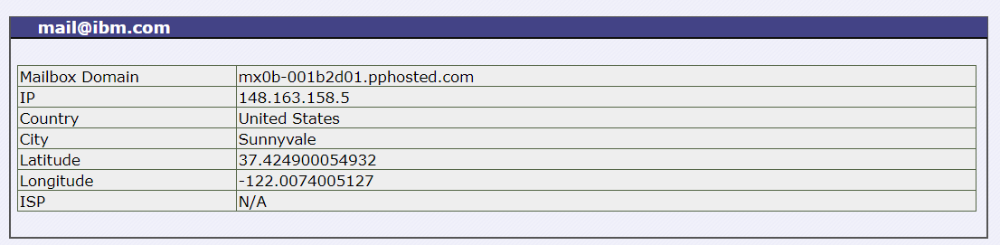 mail@ibm.com
Mailbox Domain mx0b-001b2d01.pphosted.com
IP 148.163.158.5
Country United States
City Sunnyvale
Latitude 37.424900054932
Longitude -122.0074005127
ISP N/A